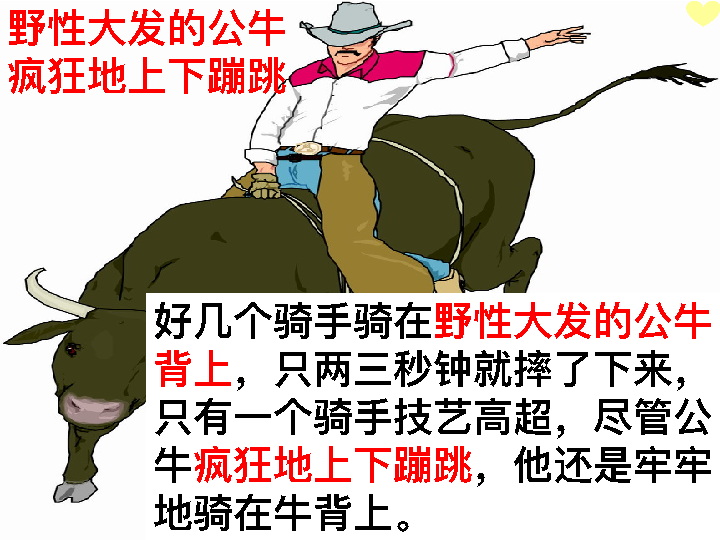 野性大发的公牛
疯狂地上下蹦跳
好几个骑手骑在野性大发的公牛
背上，只两三秒钟就摔了下来，
只有一个骑手技艺高超，尽管公
牛疯狂地上下蹦跳，他还是牢牢
地骑在牛背上。